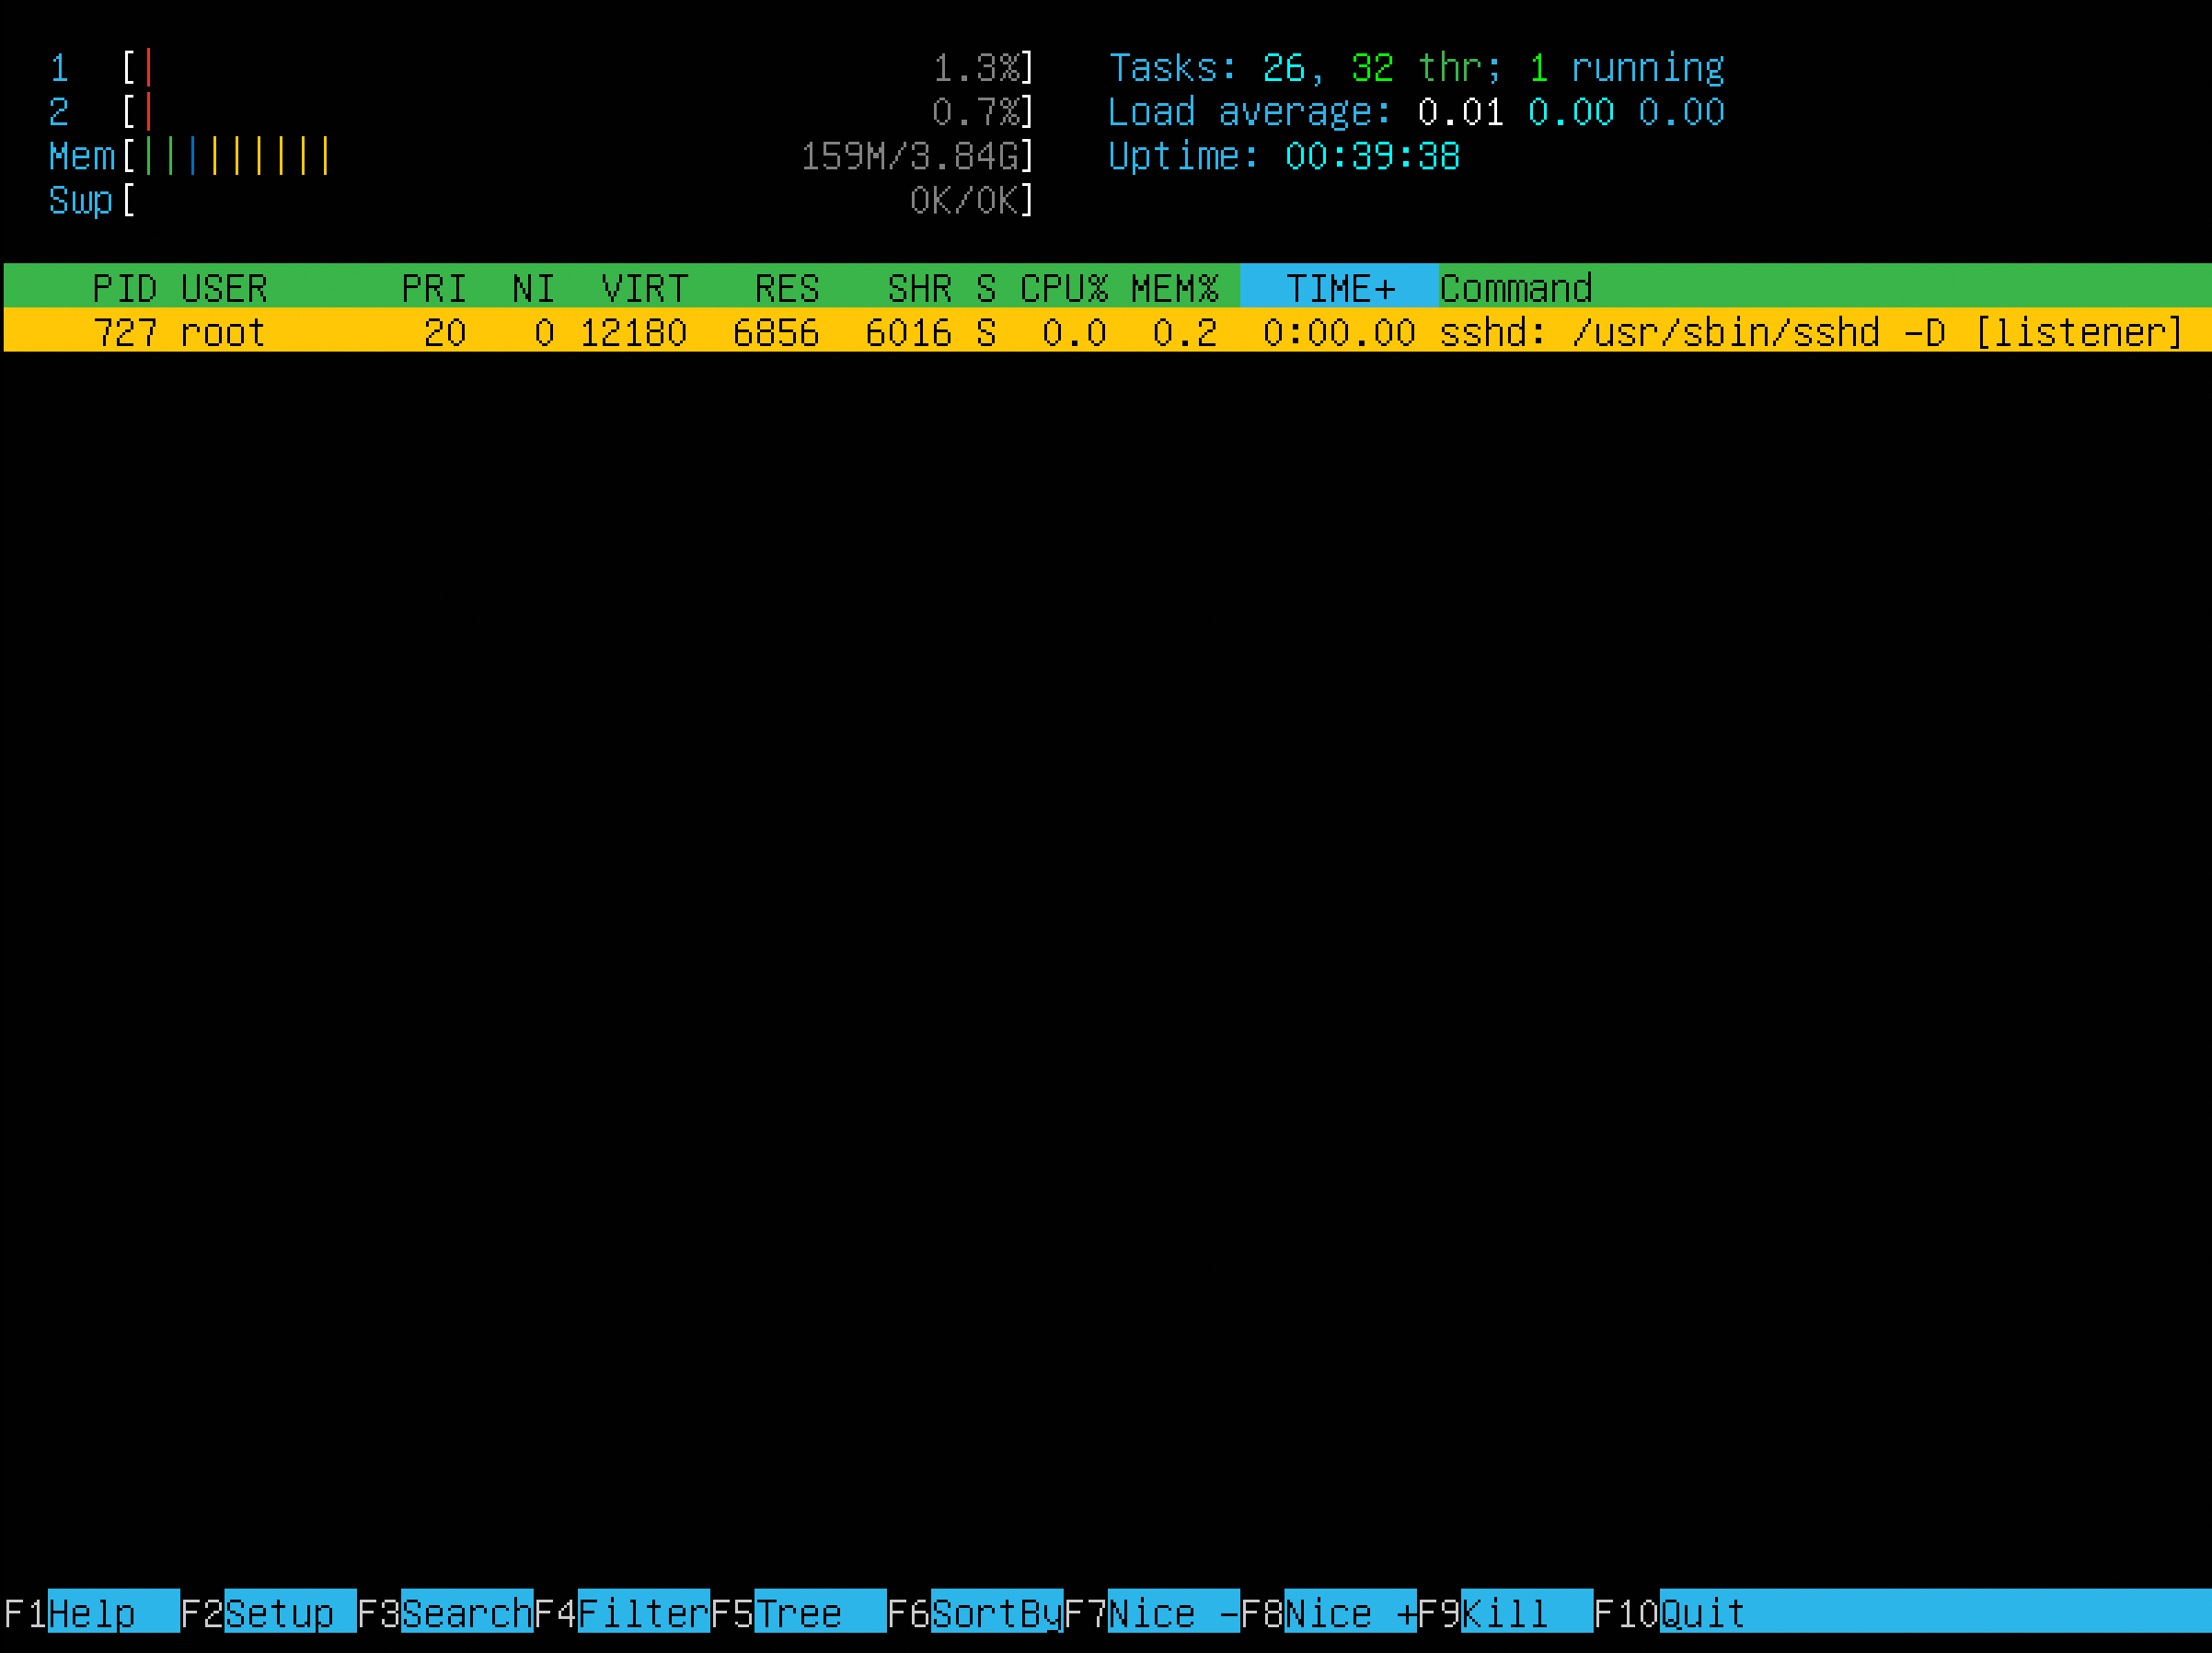 1 [| 1.3%] Tasks: 26, 32 thr; 1 running
2 [| 0.7%] Load average: 0.01 0.00 0.00
Mem[||||||||| 159M/3.84G] Uptime: 00:39:38
Swp[ 0K/0K]
PID USER PRI NI VIRT RES SHR S CPU% MEM% TIME+ Command
727 root 20 0 12180 6856 6016 S 0.0 0.2 0:00.00 sshd: /usr/sbin/sshd -D [listener]
F1Help F2Setup F3SearchF4FilterF5Tree F6SortByF7Nice -F8Nice +F9Kill F10Quit